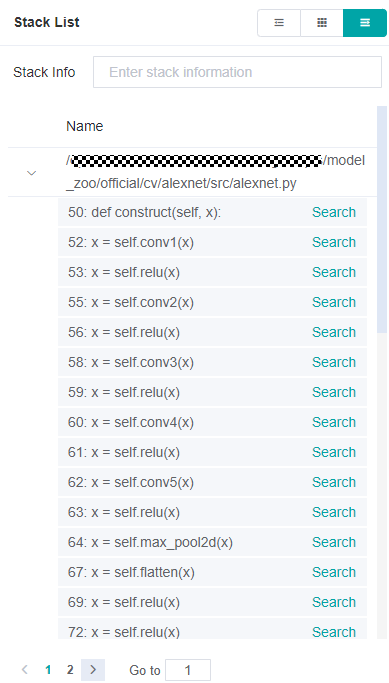 Stack List
Stack Info
Enter stack information
Name
/
/model
_zoo/official/cv/alexnet/src/alexnet.py
50: def construct(self, x): Search
52: x = self.conv1(x) Search
53: x = self.relu(x) Search
55: x = self.conv2(x) Search
56: x = self.relu(x) Search
58: x = self.conv3(x) Search
59: x = self.relu(x) Search
60: x = self.conv4(x) Search
61: x = self.relu(x) Search
62: x = self.conv5(x) Search
63: x = self.relu(x) Search
64: x = self.max_pool2d(x) Search
67: x = self.flatten(x) Search
69: x = self.relu(x) Search
72: x = self.relu(x) Search
1 2 Go to 1